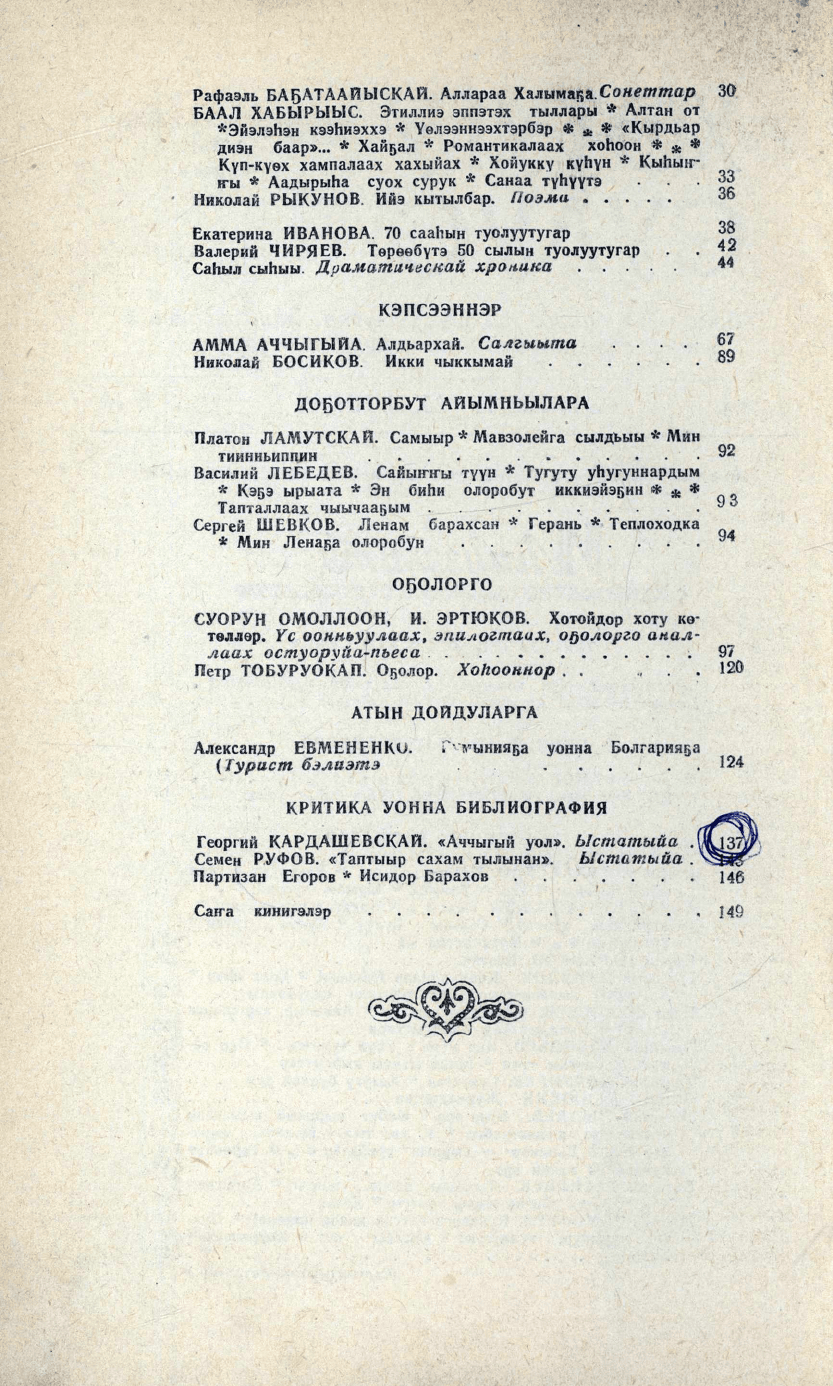 Рафаэль БАҔАТААЙЫСКАЙ. Аллараа Халымаҕа. Сонеттар 30
БААЛ ХАБЫРЫЫС. Этиллиэ эппэтэх тыллары * Алтан от
*Эйэлэһэн кээһиэххэ * Үөлээннээхтэрбэр * * * «Кырдьар
диэн баар»... * Хайҕал * Романтикалаах хоһоон * * *
Күп-күөх хампалаах хахыйах * Хойуккү күһүн * Кыһыҥ-
ҥы * Аадырыһа суох сурук * Санаа түһүүтэ . . . 33
Николай РЫКУНОВ. Ийэ кытылбар. Поэма . . . . . 36
Екатерина ИВАНОВА. 70 сааһын туолуутугар 38
Валерий ЧИРЯЕВ. Төрөөбүтэ 50 сылын туолуутугар . . 42
Саһыл сыһыы. Драматическай хроника . . . . . 44
КЭПСЭЭННЭР
АММА АЧЧЫГЫЙА. Алдьархай. Салгыыта . . . . 67
Николай БОСИКОВ. Икки чыккымай . . . . . . 89
ДОҔОТТОРБУТ АЙЫМНЬЫЛАРА
Платон ЛАМУТСКАЙ. Самыыр * Мавзолейга сылдьыы * Мин
тиинньиппин . . . . . . . . . . . . 92
Василий ЛЕБЕДЕВ. Сайыҥҥы түүн * Тугуту уһугуннардым
* Кэҕэ ырыата * Эн биһи олоробут иккиэйэҕин * * *
Тапталлаах чыычааҕым . . . . . . . . . . 93
Сергей ШЕВКОВ. Ленам барахсан * Герань * Теплоходка
* Мин Ленаҕа олоробун . . . . . . . . 94
ОҔОЛОРГО
СУОРУН ОМОЛЛООН, И. ЭРТЮКОВ. Хотойдор хоту кө-
төллөр. Үс оонньуулаах, эпилогтаах, оҕолорго анал-
лаах остуоруйа-пьеса . . . . . . . . . . . . 97
Петр ТОБУРУОКАП. Оҕолор. Хоһооннор . . . . . . 120
АТЫН ДОЙДУЛАРГА
Александр ЕВМЕНЕНКО. уонна Болгарияҕа
(Турист бэлиэтэ . . . . . . . 124
КРИТИКА УОННА БИБЛИОГРАФИЯ
Георгий КАРДАШЕВСКАЙ. «Аччыгый уол». Ыстатыйа . 137
Семен РУФОВ. «Таптыыр сахам тылынан». Ыстатыйа .
Партизан Егоров * Исидор Барахов . . . . . . . 146
Саҥа кинигэлэр . . . . . . . . . . . . 149